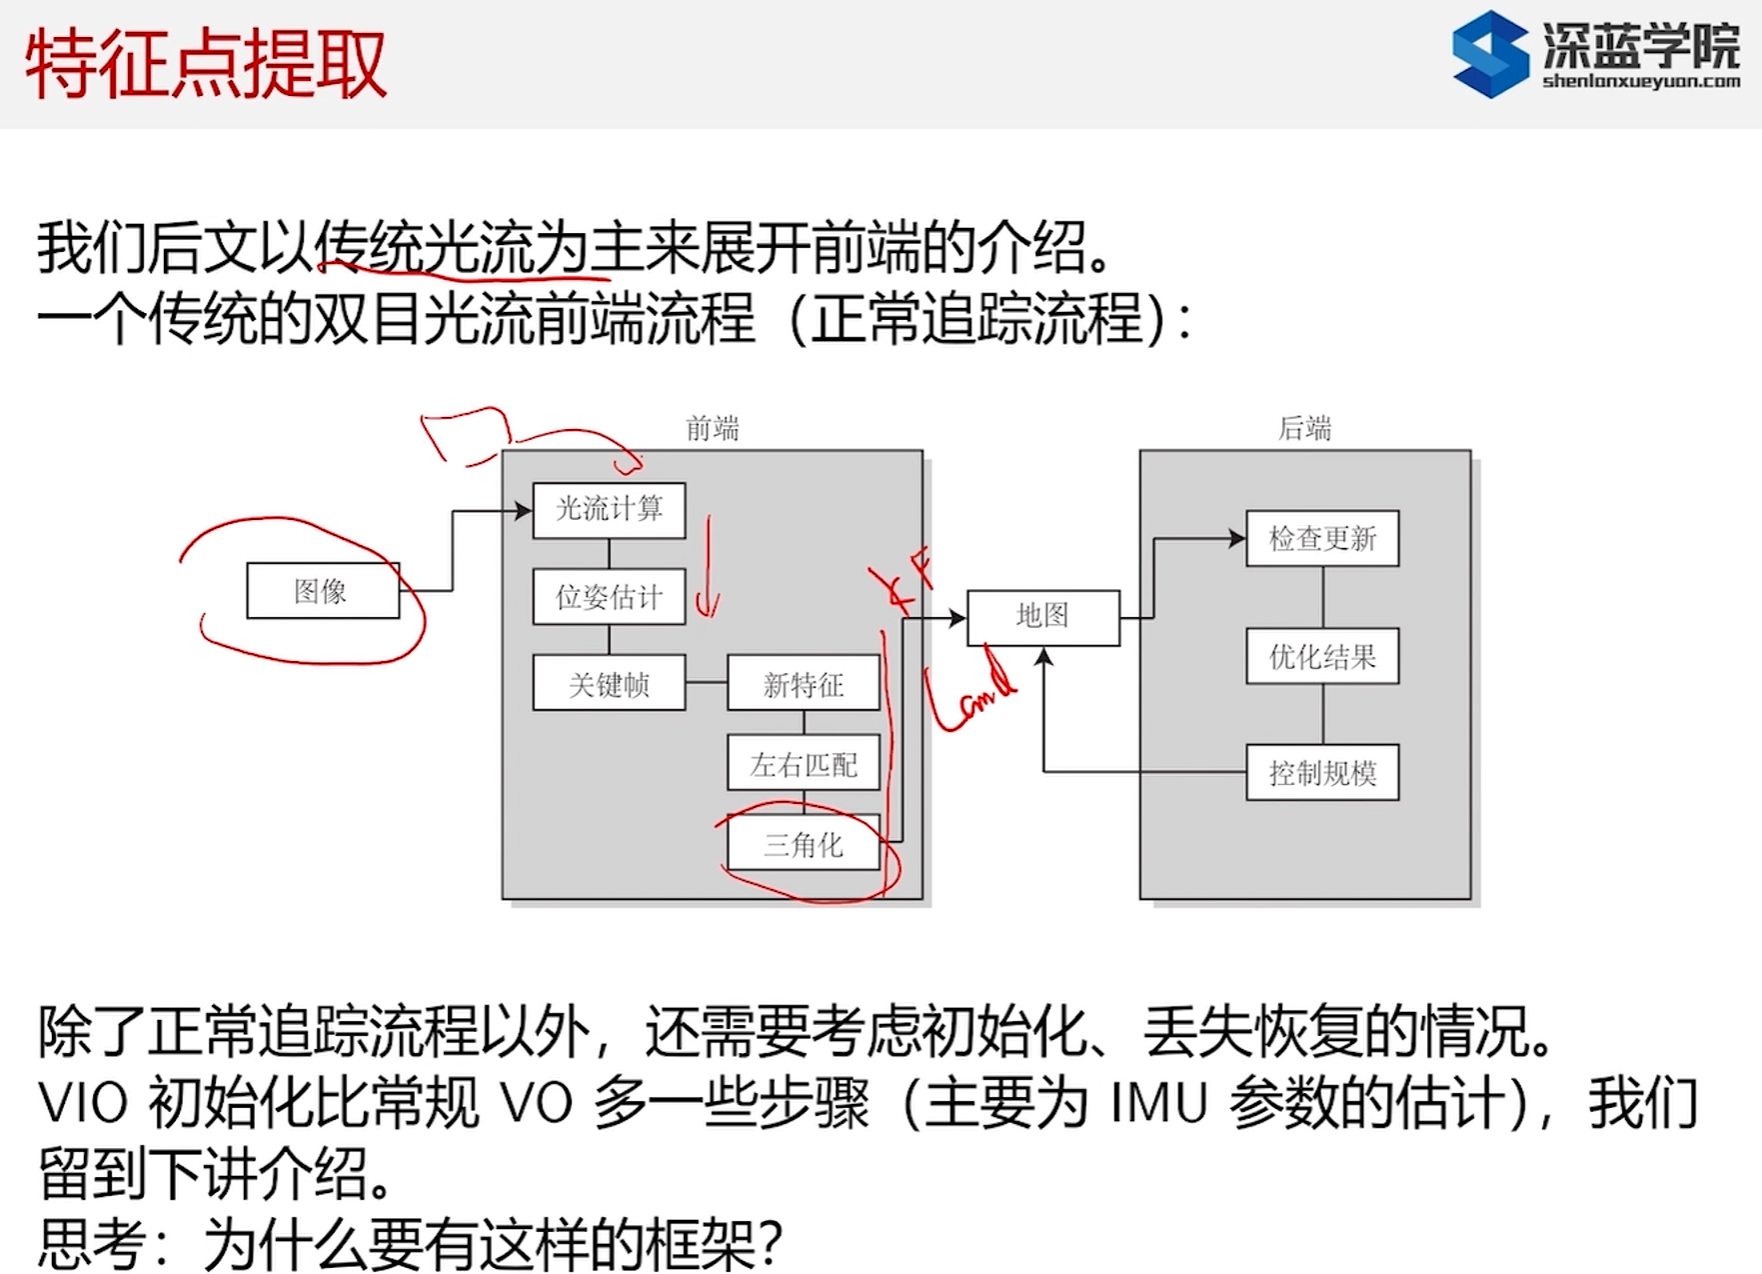 特征点提取
深蓝学院
shenlanxueyuan.com
我们后文以传统光流为主来展开前端的介绍。
一个传统的双目光流前端流程（正常追踪流程）：
前端
后端
图像
光流计算
位姿估计
关键帧
新特征
左右匹配
三角化
KF
Land
地图
检查更新
优化结果
控制规模
除了正常追踪流程以外，还需要考虑初始化、丢失恢复的情况。
VIO 初始化比常规 VO 多一些步骤（主要为 IMU 参数的估计），我们
留到下讲介绍。
思考：为什么要有这样的框架？